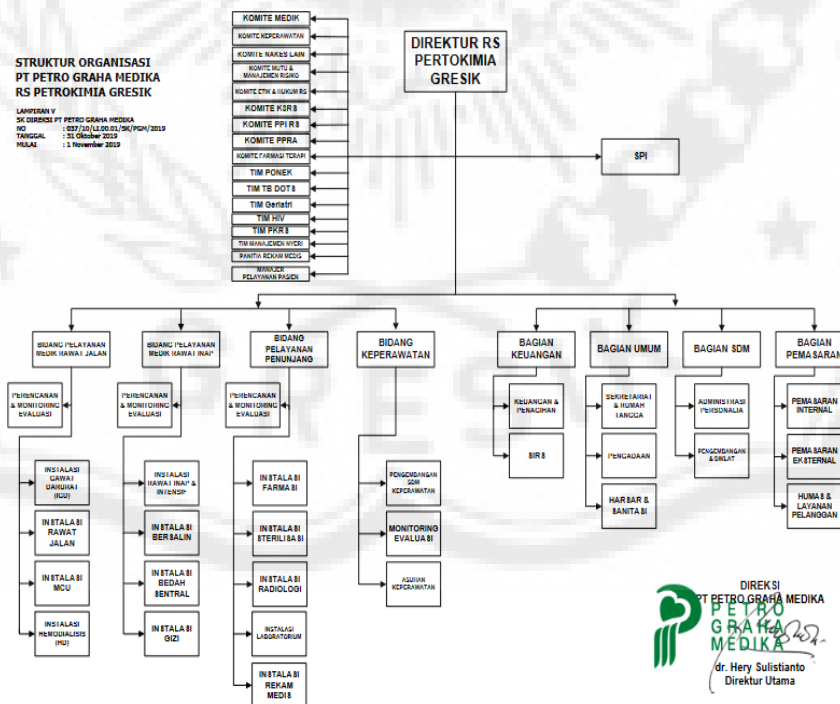 STRUKTUR ORGANISASI
PT PETRO GRAHA MEDIKA
RS PETROKIMIA GRESIK
LAMPIRAN V
SK DIREKSI PT PETRO GRAHA MEDIKA
NO : 037/10/LI.00.01/SK/PGM/2019
TANGGAL : 31 Oktober 2019
MULAI : 1 November 2019
KOMITE MEDIK
KOMITE KEPERAWATAN
KOMITE NAKES LAIN
KOMITE MUTU &
MANAJEMEN RISIKO
KOMITE ETIK & HUKUM RS
KOMITE K3RS
KOMITE PPI RS
KOMITE PPRA
KOMITE FARMASI TERAPI
TIM PONEK
TIM TB DOTS
TIM Geriatri
TIM HIV
TIM PKRS
TIM MANAJEMEN NYERI
PANITIA REKAM MEDIS
MANAJER
PELAYANAN PASIEN
DIREKTUR RS
PERTOKIMIA
GRESIK
SPI
BIDANG PELAYANAN
MEDIK RAWAT JALAN
PERENCANAN
& MONITORING
EVALUASI
INSTALASI
GAWAT
DARURAT
(IGD)
INSTALASI
RAWAT
JALAN
INSTALASI
MCU
INSTALASI
HEMODIALISIS
(HD)
BIDANG PELAYANAN
MEDIK RAWAT INAP
PERENCANAN
& MONITORING
EVALUASI
INSTALASI
RAWAT INAP &
INTENSIF
INSTALASI
BERSALIN
INSTALASI
BEDAH
SENTRAL
INSTALASI
GIZI
BIDANG
PELAYANAN
PENUNJANG
PERENCANAN
& MONITORING
EVALUASI
INSTALASI
FARMASI
INSTALASI
STERILISASI
INSTALASI
RADIOLOGI
INSTALASI
LABORATORIUM
INSTALASI
REKAM
MEDIS
BIDANG
KEPERAWATAN
PENGEMBANGAN
SDM
KEPERAWATAN
MONITORING
EVALUASI
ASUHAN
KEPERAWATAN
BAGIAN
KEUANGAN
KEUANGAN &
PENAGIHAN
SIRS
BAGIAN UMUM
SEKRETARIAT
& RUMAH
TANGGA
PENGADAAN
HARSAR &
SANITASI
BAGIAN SDM
ADMINISTRASI
PERSONALIA
PENGEMBANGAN
& DIKLAT
BAGIAN
PEMASARAN
PEMASARAN
INTERNAL
PEMASARAN
EKSTERNAL
HUMAS &
LAYANAN
PELANGGAN
DIREKSI
PT PETRO GRAHA MEDIKA
PETRO
GRAHA
MEDIKA
dr. Hery Sulistianto
Direktur Utama